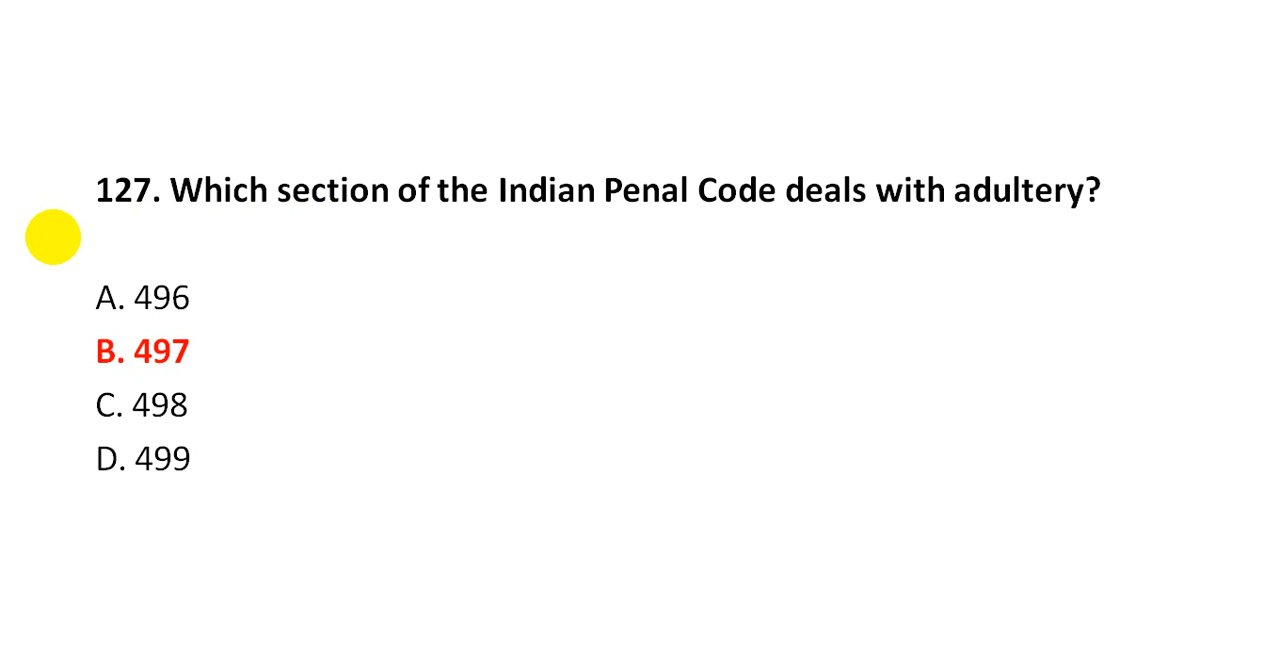 127. Which section of the Indian Penal Code deals with adultery?
A. 496
B. 497
C. 498
D. 499